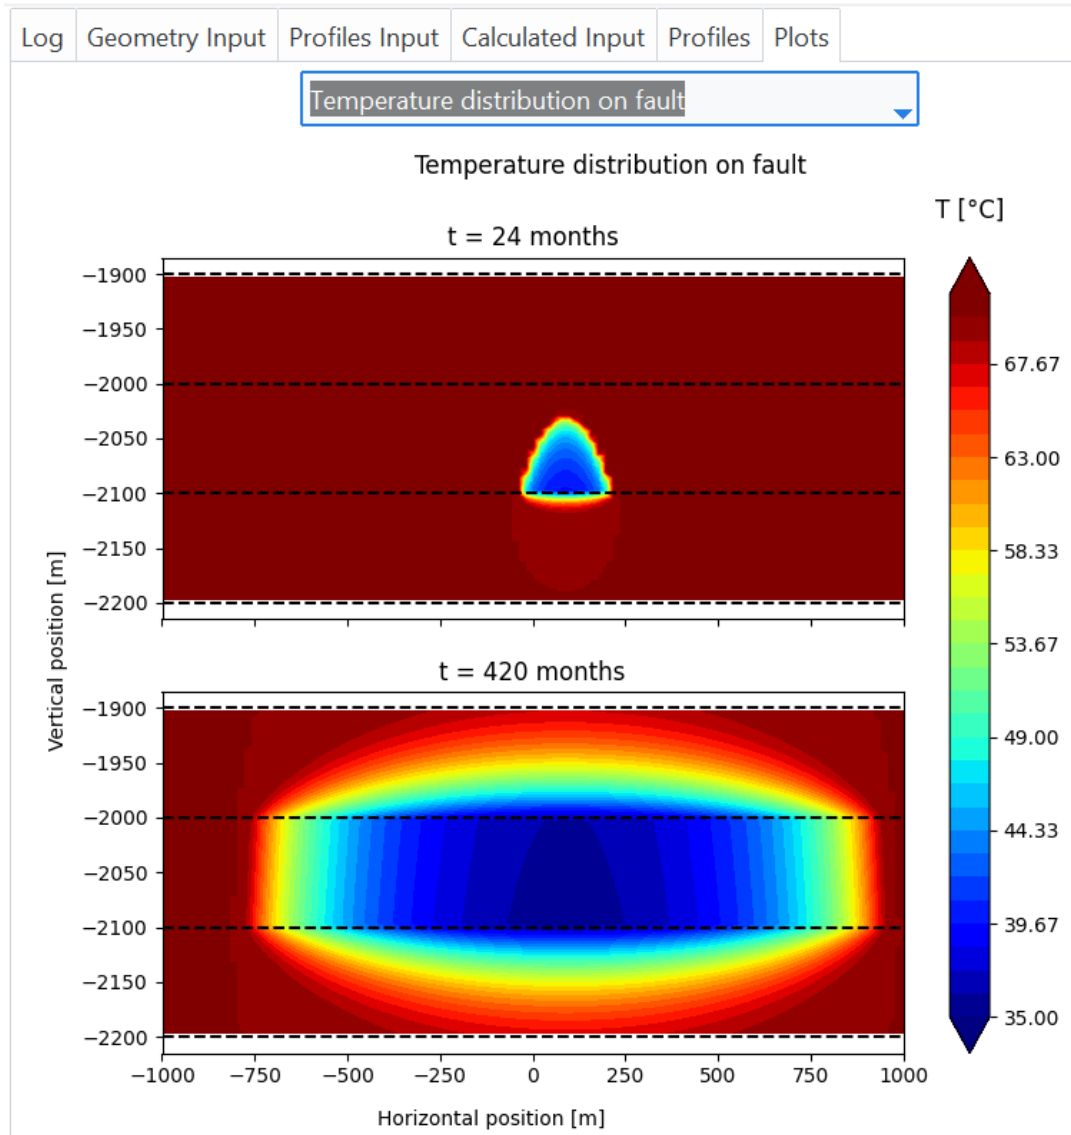 Log Geometry Input Profiles Input Calculated Input Profiles Plots
Temperature distribution on fault
Temperature distribution on fault
T [°C]
t = 24 months
−1900
−1950
−2000
−2050
−2100
−2150
−2200
67.67
63.00
58.33
53.67
49.00
44.33
39.67
35.00
Vertical position [m]
t = 420 months
−1900
−1950
−2000
−2050
−2100
−2150
−2200
−1000 −750 −500 −250 0 250 500 750 1000
Horizontal position [m]